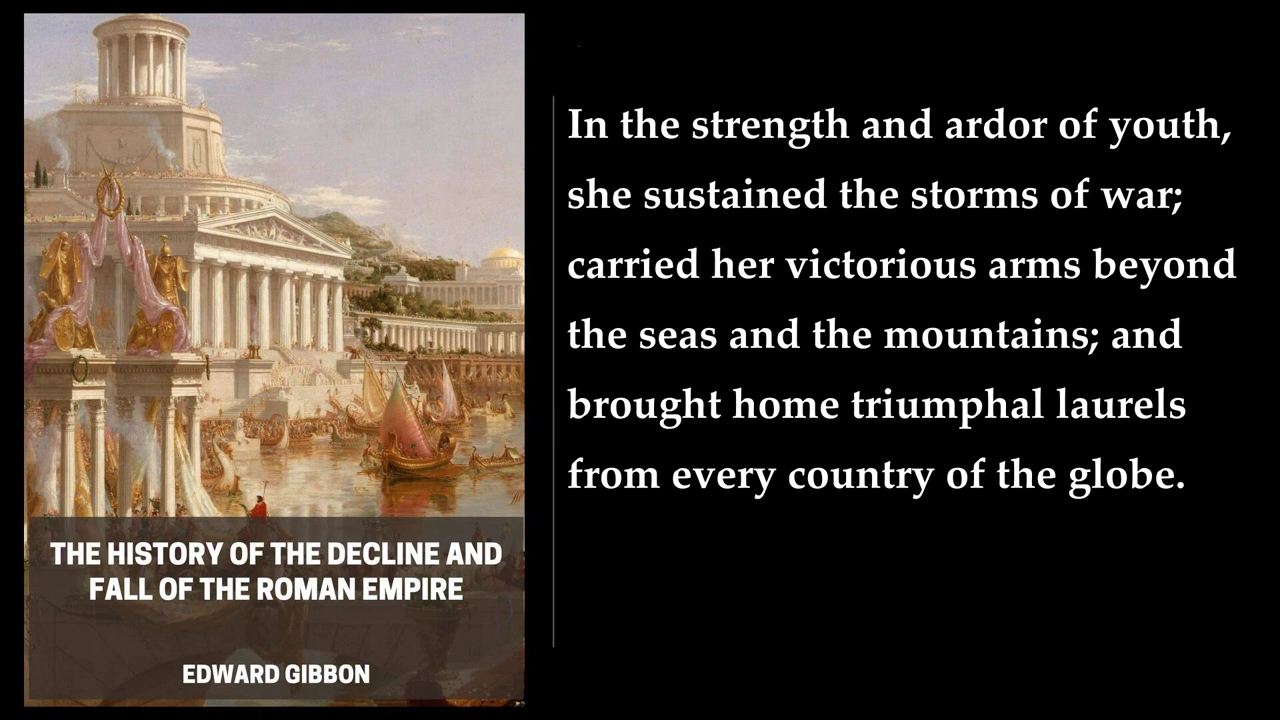 THE HISTORY OF THE DECLINE AND
FALL OF THE ROMAN EMPIRE
EDWARD GIBBON
In the strength and ardor of youth,
she sustained the storms of war;
carried her victorious arms beyond
the seas and the mountains; and
brought home triumphal laurels
from every country of the globe.